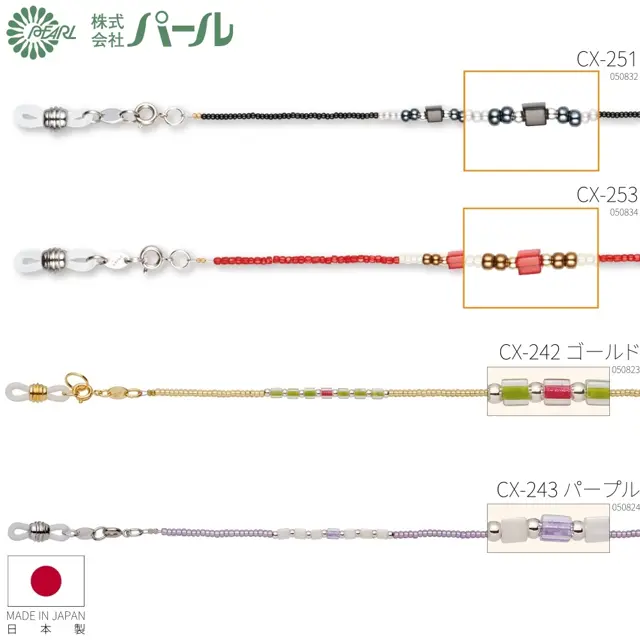 PEARL 株式会社 パール
CX-251
050832
CX-253
050834
CX-242 ゴールド
050823
CX-243 パープル
050824
MADE IN JAPAN
日本製